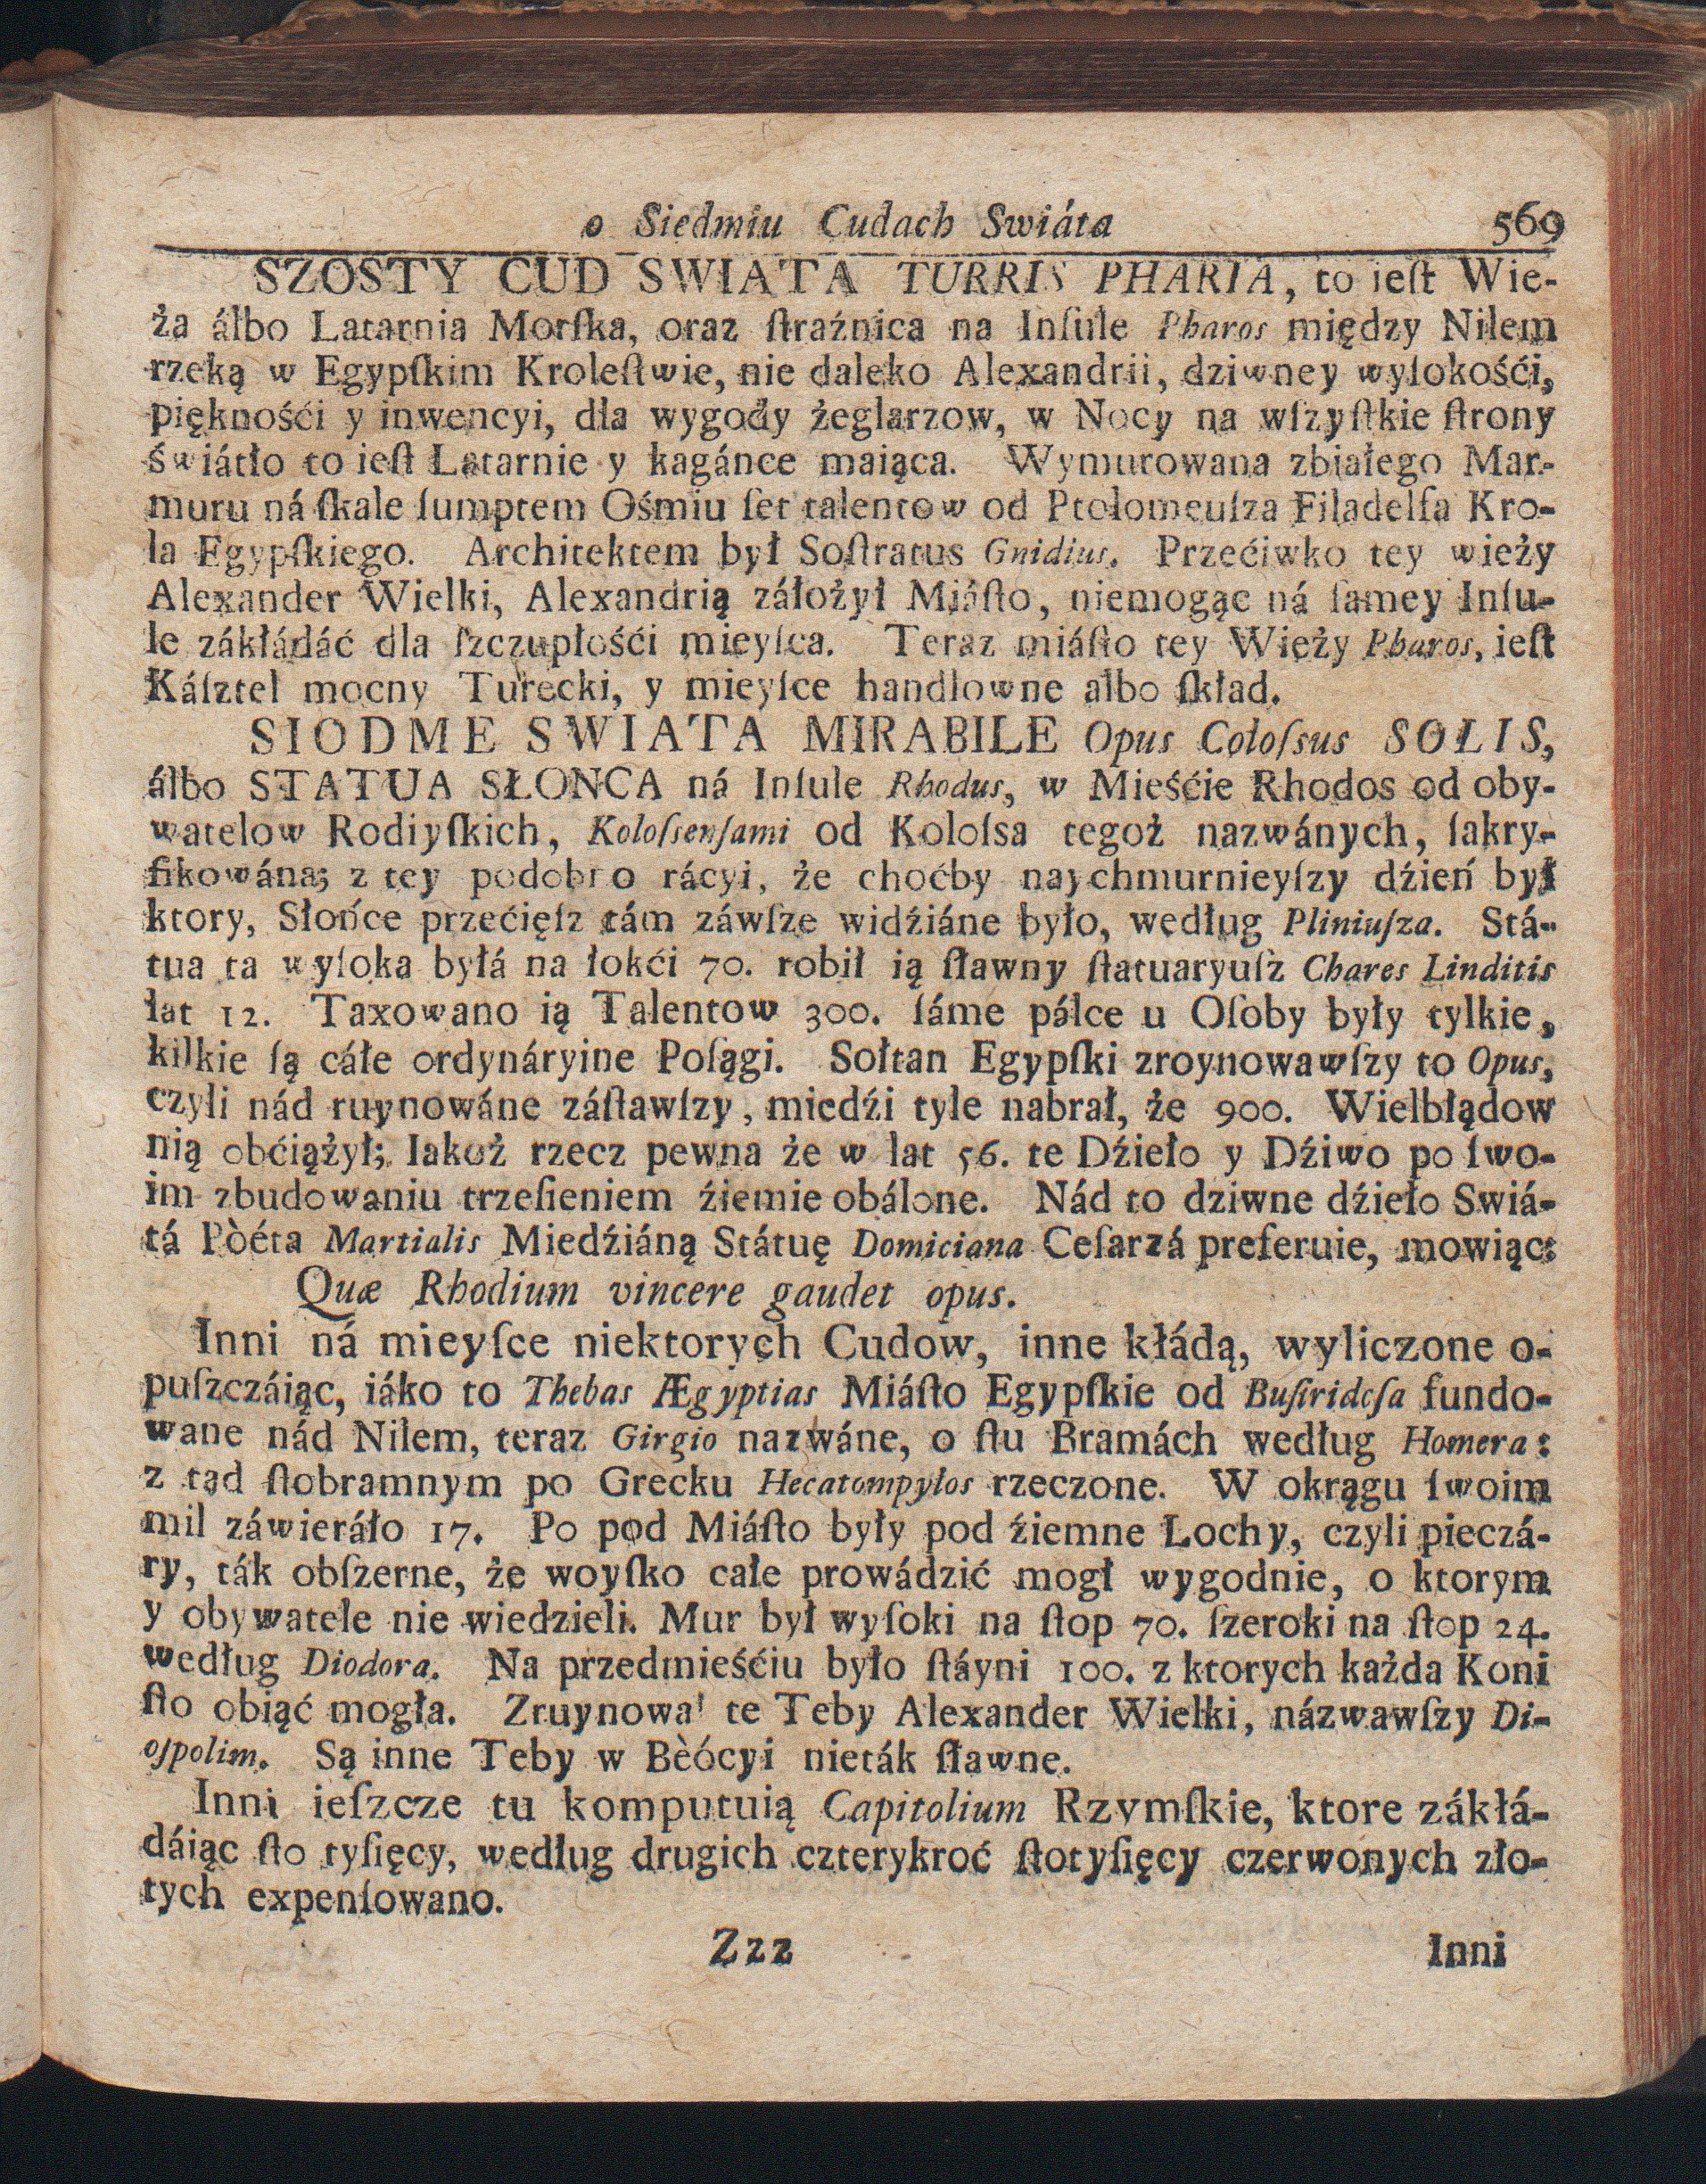 o Siedmiu Cudach Swiáta 569
SZOSTY CUD SWIATA TURRIS PHARIA, to ieſt Wie-
ża álbo Latarnia Morſka, oraz ſtraźnica na Inſule Pharos między Nilem
rzeką w Egypſkim Kroleſtwie, nie daleko Alexandrii, dziwney wyſokośći,
pięknośći y inwencyi, dla wygody żeglarzow, w Nocy na wſzyſtkie ſtrony
świátło to ieſt Latarnie y kagánce maiąca. Wymurowana zbiałego Mar-
muru ná ſkale ſumptem Ośmiu ſet talentow od Ptolomeuſza Filadelfa Kro-
la Egypſkiego. Architektem był Soſtratus Gnidius. Przećiwko tey wieży
Alexander Wielki, Alexandrią záłożył Miáſto, niemogąc ná ſamey Inſu-
le zákłádáć dla ſzczupłośći mieyſca. Teraz miáſto tey Wieży Pharos, ieſt
Káſztel mocny Turecki, y mieyſce handlowne albo ſkład.
SIODME SWIATA MIRABILE Opus Coloſsus SOLIS,
álbo STATUA SŁONCA ná Inſule Rhodus, w Mieśćie Rhodos od oby-
watelow Rodiyſkich, Koloſsenſami od Koloſsa tegoż nazwánych, ſakry-
fikowána; z tey podobno rácyi, że choćby naychmurnieyſzy dźień był
ktory, Słońce przećięſz tám záwſze widźiáne było, według Pliniuſza. Stá-
tua ta wyſoka byłá na łokći 70. robił ią ſławny ſtatuaryuſz Chares Linditis
lat 12. Taxowano ią Talentow 300. ſáme pálce u Oſoby były tylkie,
kilkie ſą cáłe ordynáryine Poſągi. Sołtan Egypſki zroynowawſzy to Opus,
czyli nád ruynowáne záſtawſzy, miedźi tyle nabrał, że 900. Wielbłądow
nią obćiążył; Iakoż rzecz pewna że w lat 56. te Dźieło y Dźiwo po ſwo-
im zbudowaniu trzeſieniem źiemie obálone. Nád to dziwne dźieło Swiá-
tá Pòéta Martialis Miedźiáną Státuę Domiciana Ceſarzá preferuie, mowiąc:
Quæ Rhodium vincere gaudet opus.
Inni ná mieyſce niektorych Cudow, inne kłádą, wyliczone o-
puſzczáiąc, iáko to Thebas Ægyptias Miáſto Egypſkie od Buſirideſa fundo-
wane nád Nilem, teraz Girgio nazwáne, o ſtu Bramách według Homera:
z tąd ſtobramnym po Grecku Hecatompylos rzeczone. W okrągu ſwoim
mil záwieráło 17. Po pod Miáſto były pod źiemne Lochy, czyli pieczá-
ry, ták obſzerne, że woyſko całe prowádzić mogł wygodnie, o ktorym
y obywatele nie wiedzieli. Mur był wyſoki na ſtop 70. ſzeroki na ſtop 24.
według Diodora. Na przedmieśćiu było ſtáyni 100. z ktorych każda Koni
ſto obiąć mogła. Zruynował te Teby Alexander Wielki, názwawſzy Di-
oſpolim. Są inne Teby w Bèócyi nieták ſławne.
Inni ieſzcze tu komputuią Capitolium Rzymſkie, ktore zákłá-
dáiąc ſto tyſięcy, według drugich czterykroć ſtotyſięcy czerwonych zło-
tych expenſowano.
Zzz Inni